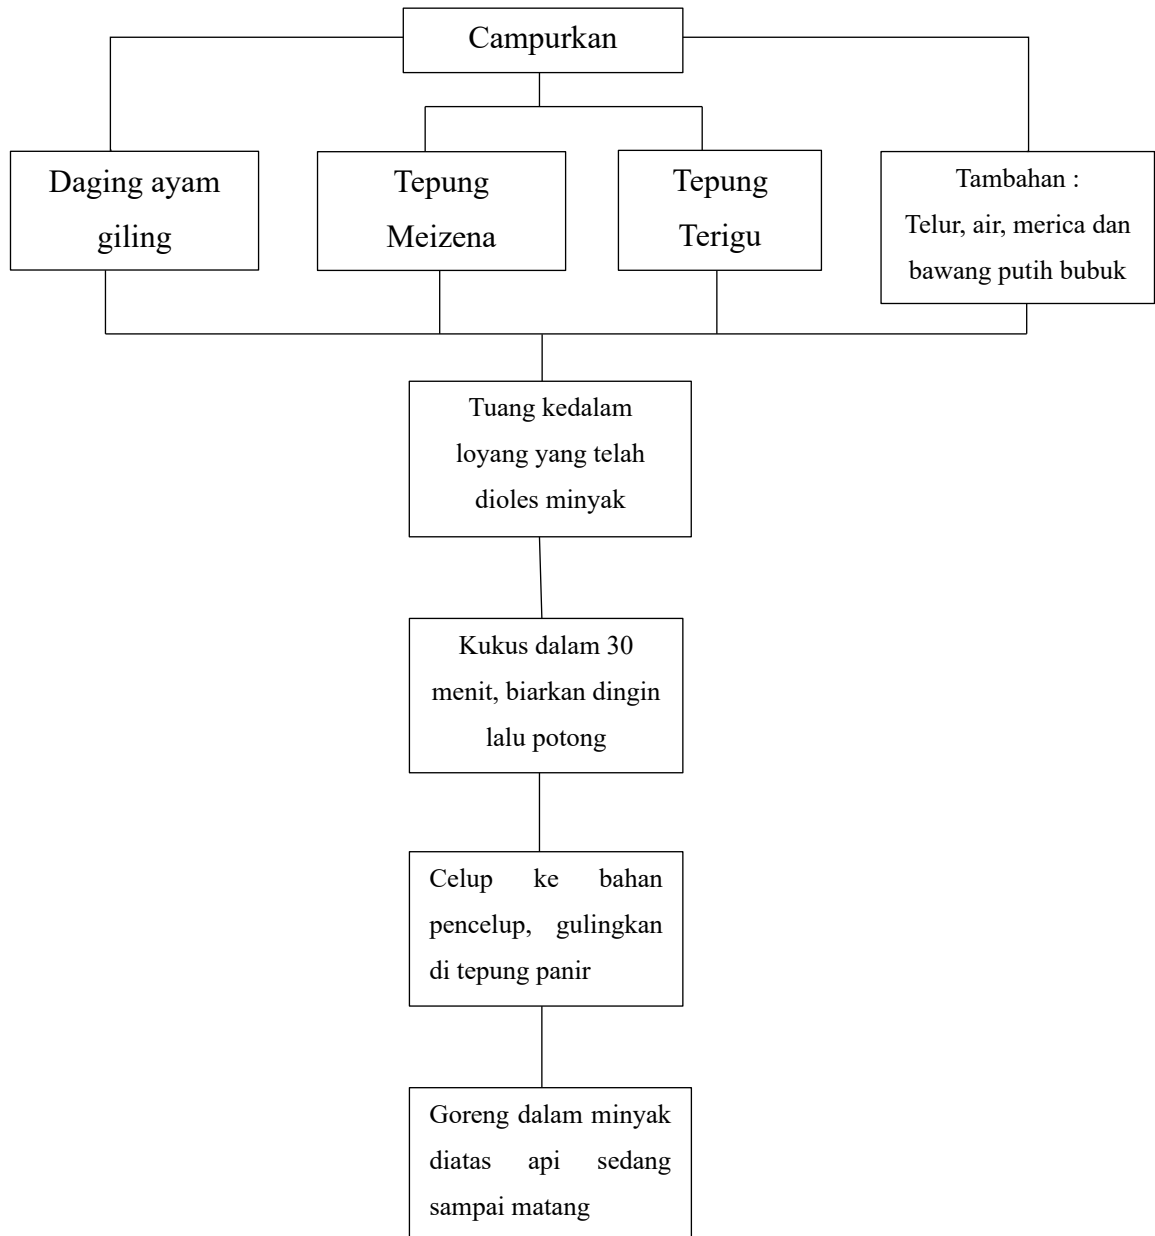 Campurkan
Daging ayam
giling
Tepung
Meizena
Tepung
Terigu
Tambahan :
Telur, air, merica dan
bawang putih bubuk
Tuang kedalam
loyang yang telah
dioles minyak
Kukus dalam 30
menit, biarkan dingin
lalu potong
Celup ke bahan
pencelup, gulingkan
di tepung panir
Goreng dalam minyak
diatas api sedang
sampai matang